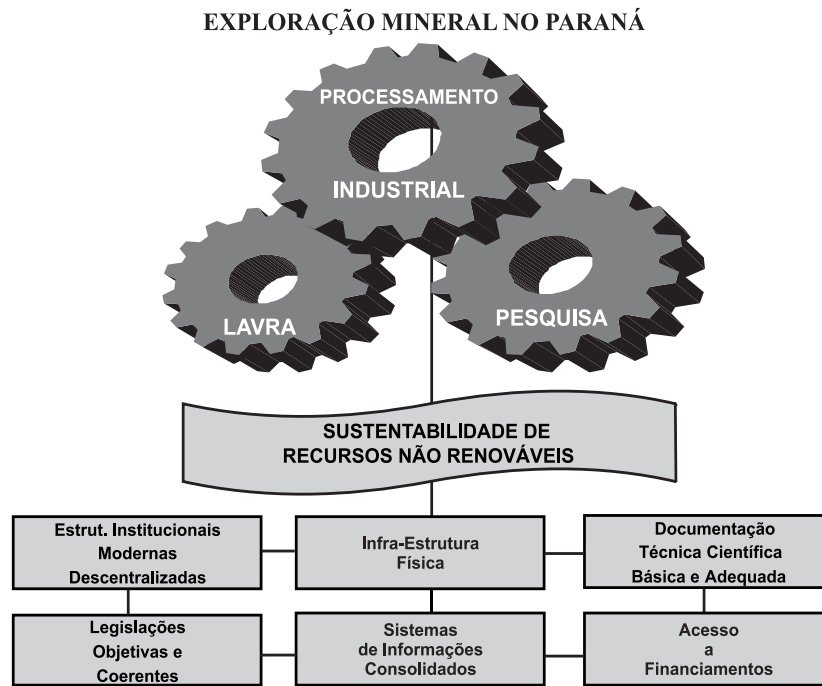 EXPLORAÇÃO MINERAL NO PARANÁ
PROCESSAMENTO
INDUSTRIAL
LAVRA
PESQUISA
SUSTENTABILIDADE DE
RECURSOS NÃO RENOVÁVEIS
Estrut. Institucionais
Modernas
Descentralizadas
Infra-Estrutura
Física
Documentação
Técnica Científica
Básica e Adequada
Legislações
Objetivas e
Coerentes
Sistemas
de Informações
Consolidados
Acesso
a
Financiamentos